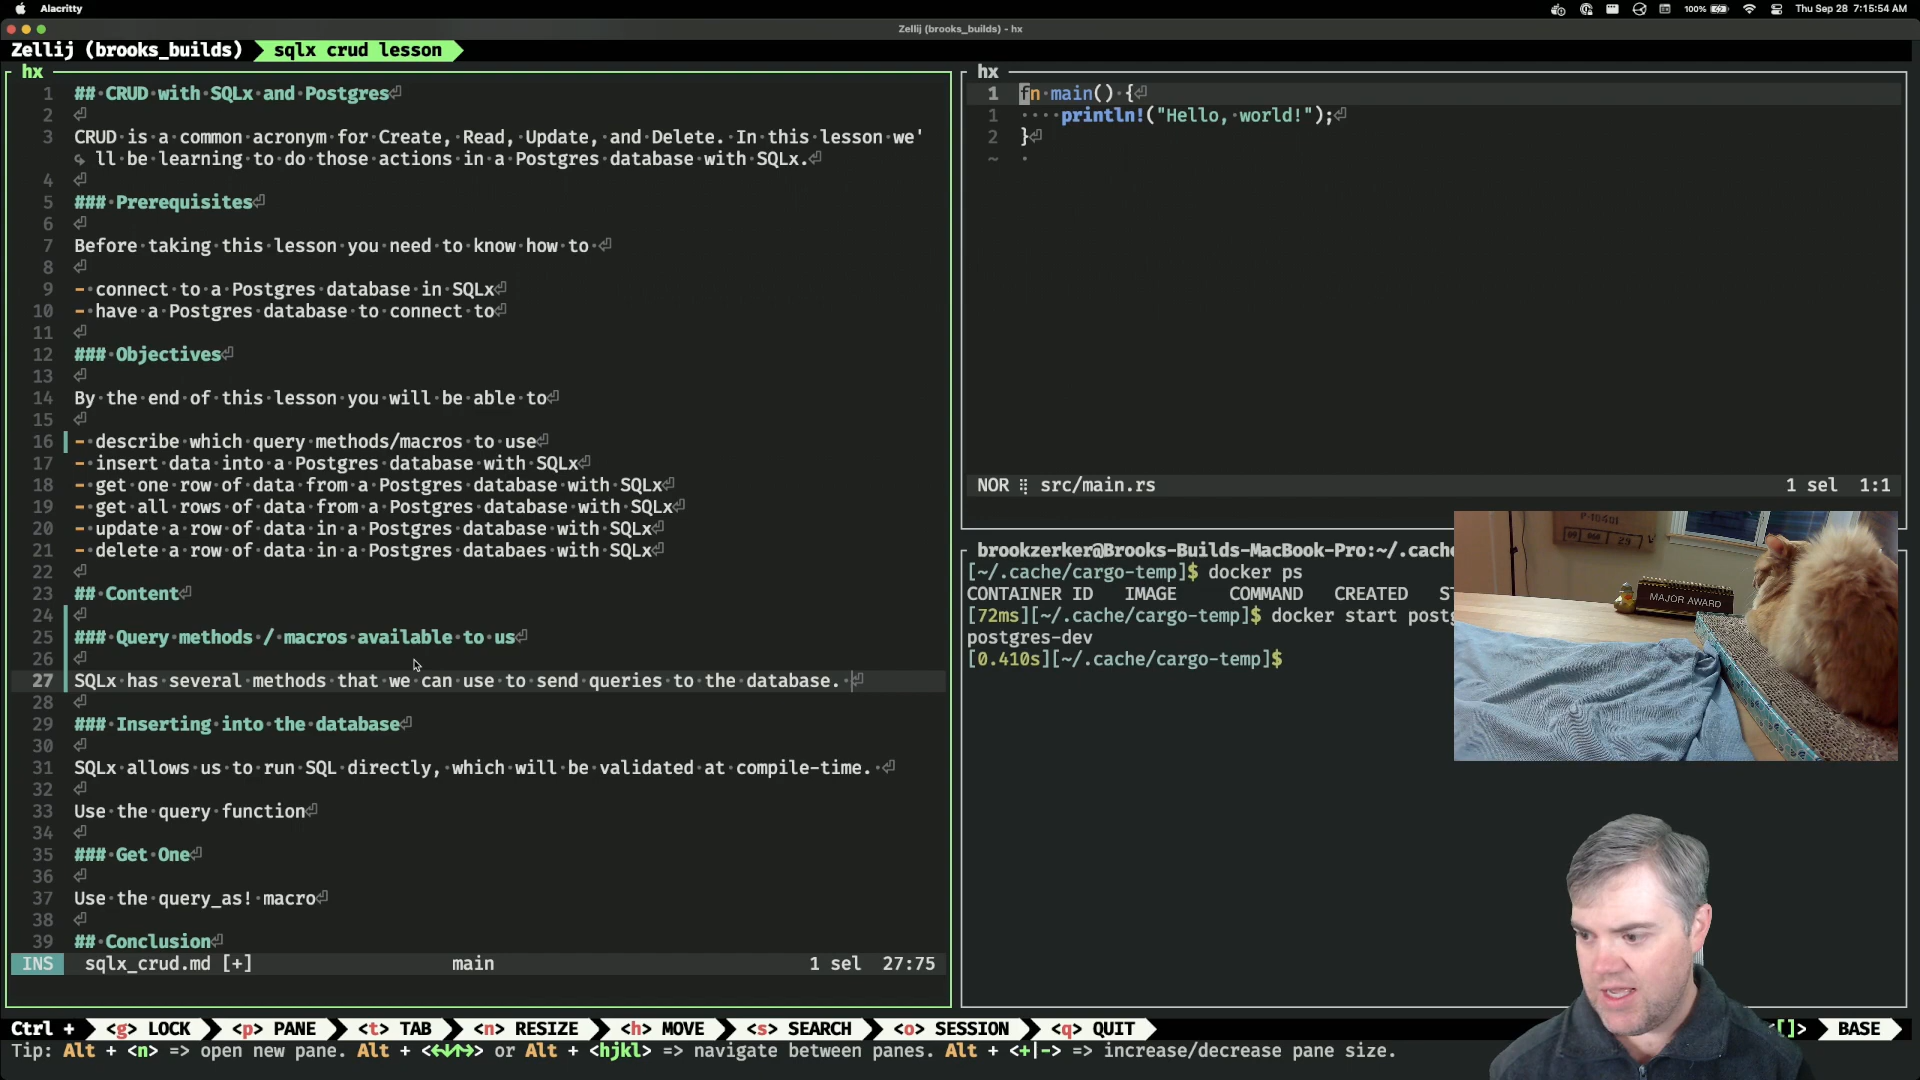 Alacritty
100%
Thu Sep 28 7:15:54 AM
Zellij (brooks_builds) - hx
Zellij (brooks_builds) sqlx crud lesson
hx
1 ## CRUD with SQLx and Postgres
2
3 CRUD is a common acronym for Create, Read, Update, and Delete. In this lesson we'
ll be learning to do those actions in a Postgres database with SQLx.
4
5 ### Prerequisites
6
7 Before taking this lesson you need to know how to
8
9 - connect to a Postgres database in SQLx
10 - have a Postgres database to connect to
11
12 ### Objectives
13
14 By the end of this lesson you will be able to
15
16 - describe which query methods/macros to use
17 - insert data into a Postgres database with SQLx
18 - get one row of data from a Postgres database with SQLx
19 - get all rows of data from a Postgres database with SQLx
20 - update a row of data in a Postgres database with SQLx
21 - delete a row of data in a Postgres databaes with SQLx
22
23 ## Content
24
25 ### Query methods / macros available to us
26
27 SQLx has several methods that we can use to send queries to the database.
28
29 ### Inserting into the database
30
31 SQLx allows us to run SQL directly, which will be validated at compile-time.
32
33 Use the query function
34
35 ### Get One
36
37 Use the query_as! macro
38
39 ## Conclusion
INS sqlx_crud.md [+] main 1 sel 27:75
hx
1 fn main() {
1 println!("Hello, world!");
2 }
~
NOR src/main.rs 1 sel 1:1
brookzerker@Brooks-Builds-MacBook-Pro:~/.cache
[~/.cache/cargo-temp]$ docker ps
CONTAINER ID IMAGE COMMAND CREATED S
[72ms][~/.cache/cargo-temp]$ docker start postg
postgres-dev
[0.410s][~/.cache/cargo-temp]$
MAJOR AWARD
Ctrl + <g> LOCK <p> PANE <t> TAB <n> RESIZE <h> MOVE <s> SEARCH <o> SESSION <q> QUIT <[]> BASE
Tip: Alt + <n> => open new pane. Alt + <←↓↑→> or Alt + <hjkl> => navigate between panes. Alt + <+|-> => increase/decrease pane size.